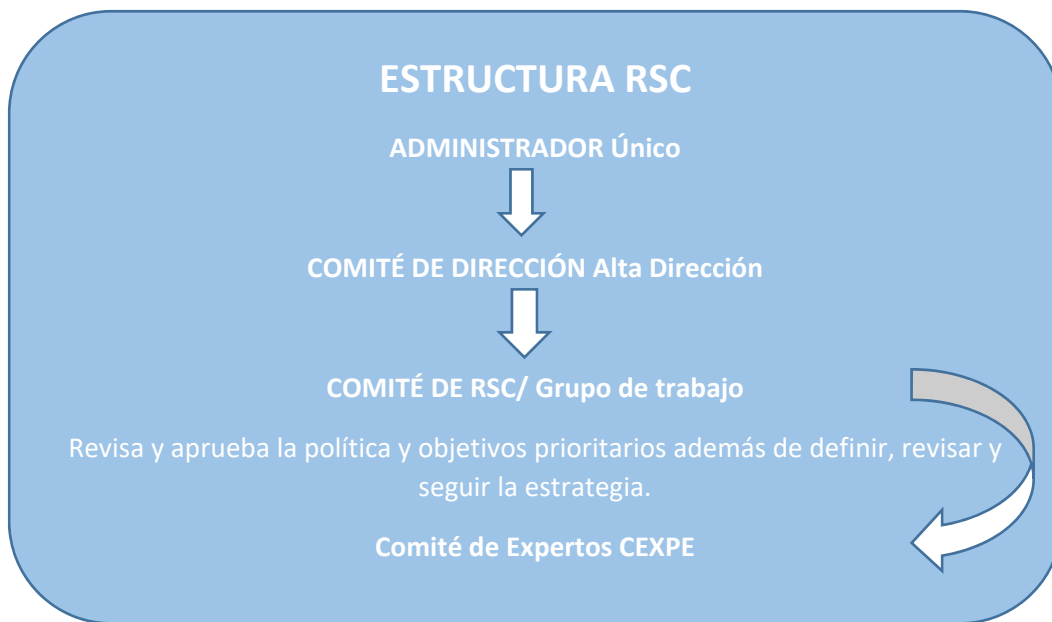 ESTRUCTURA RSC
ADMINISTRADOR Único
COMITÉ DE DIRECCIÓN Alta Dirección
COMITÉ DE RSC/ Grupo de trabajo
Revisa y aprueba la política y objetivos prioritarios además de definir, revisar y
seguir la estrategia.
Comité de Expertos CEXPE